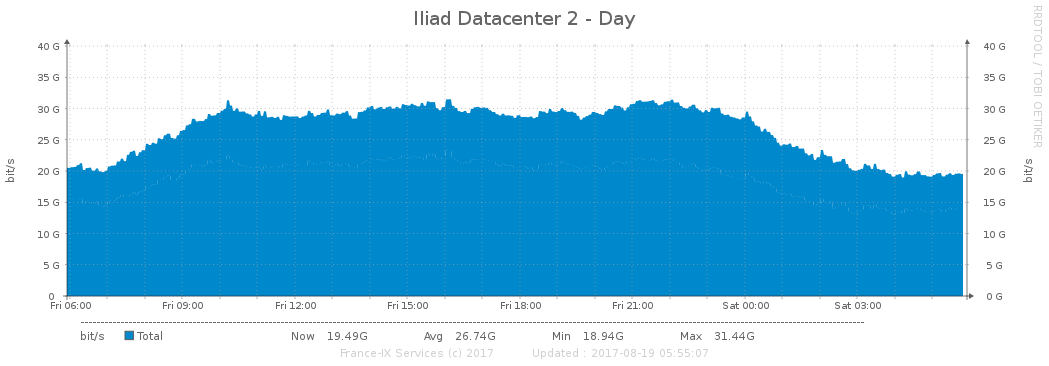 Iliad Datacenter 2 - Day
RRDTOOL / TOBI OETIKER
40 G 40 G
35 G 35 G
30 G 30 G
25 G 25 G
20 G 20 G
15 G 15 G
10 G 10 G
5 G 5 G
0 0 G
bit/s bit/s
Fri 06:00 Fri 09:00 Fri 12:00 Fri 15:00 Fri 18:00 Fri 21:00 Sat 00:00 Sat 03:00
bit/s Total Now 19.49G Avg 26.74G Min 18.94G Max 31.44G
France-IX Services (c) 2017 Updated : 2017-08-19 05:55:07